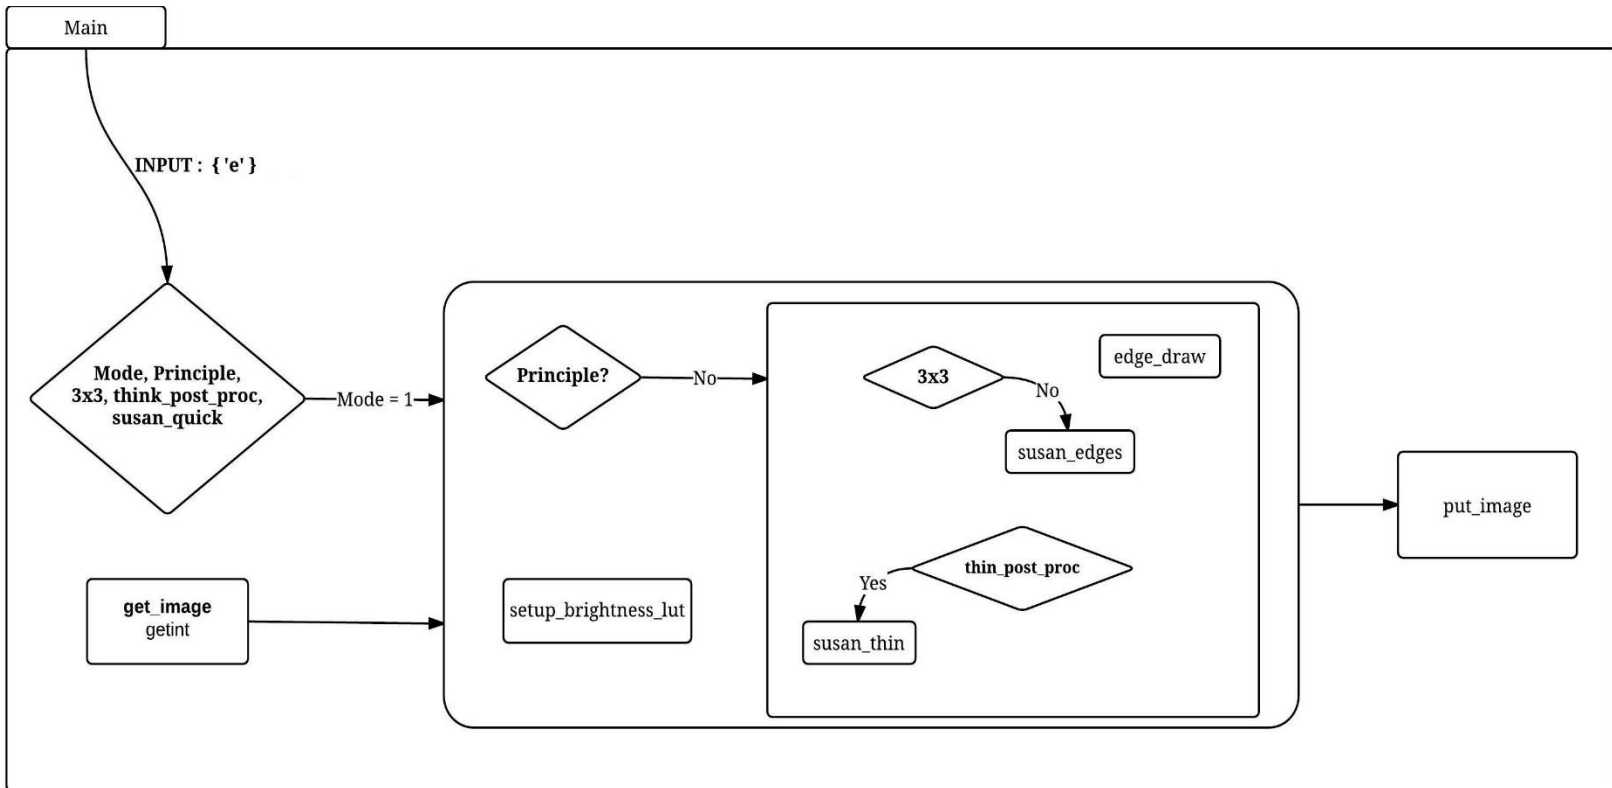 Main
INPUT : { 'e' }
Mode, Principle,
3x3, think_post_proc,
susan_quick
Mode = 1
Principle?
No
3x3
No
edge_draw
susan_edges
put_image
get_image
getint
setup_brightness_lut
thin_post_proc
Yes
susan_thin